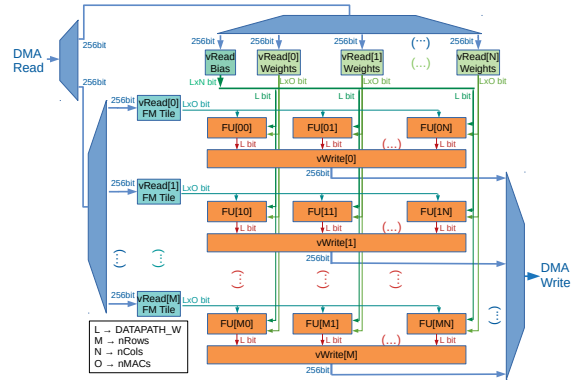 256bit
DMA
Read
256bit
256bit
256bit
256bit
256bit
(...)
256bit
vRead
Bias
vRead[0]
Weights
vRead[1]
Weights
(...)
vRead[N]
Weights
LxN bit
LxO bit
LxO bit
LxO bit
256bit
vRead[0]
FM Tile
LxO bit
L bit
L bit
L bit
FU[00]
FU[01]
FU[0N]
L bit
L bit
(...)
L bit
vWrite[0]
256bit
256bit
vRead[1]
FM Tile
LxO bit
FU[10]
FU[11]
FU[1N]
L bit
L bit
(...)
L bit
vWrite[1]
256bit
(...)
(...)
(...)
(...)
(...)
DMA
Write
256bit
vRead[M]
FM Tile
LxO bit
(...)
FU[M0]
FU[M1]
FU[MN]
L bit
L bit
(...)
L bit
vWrite[M]
256bit
L → DATAPATH_W
M → nRows
N → nCols
O → nMACs